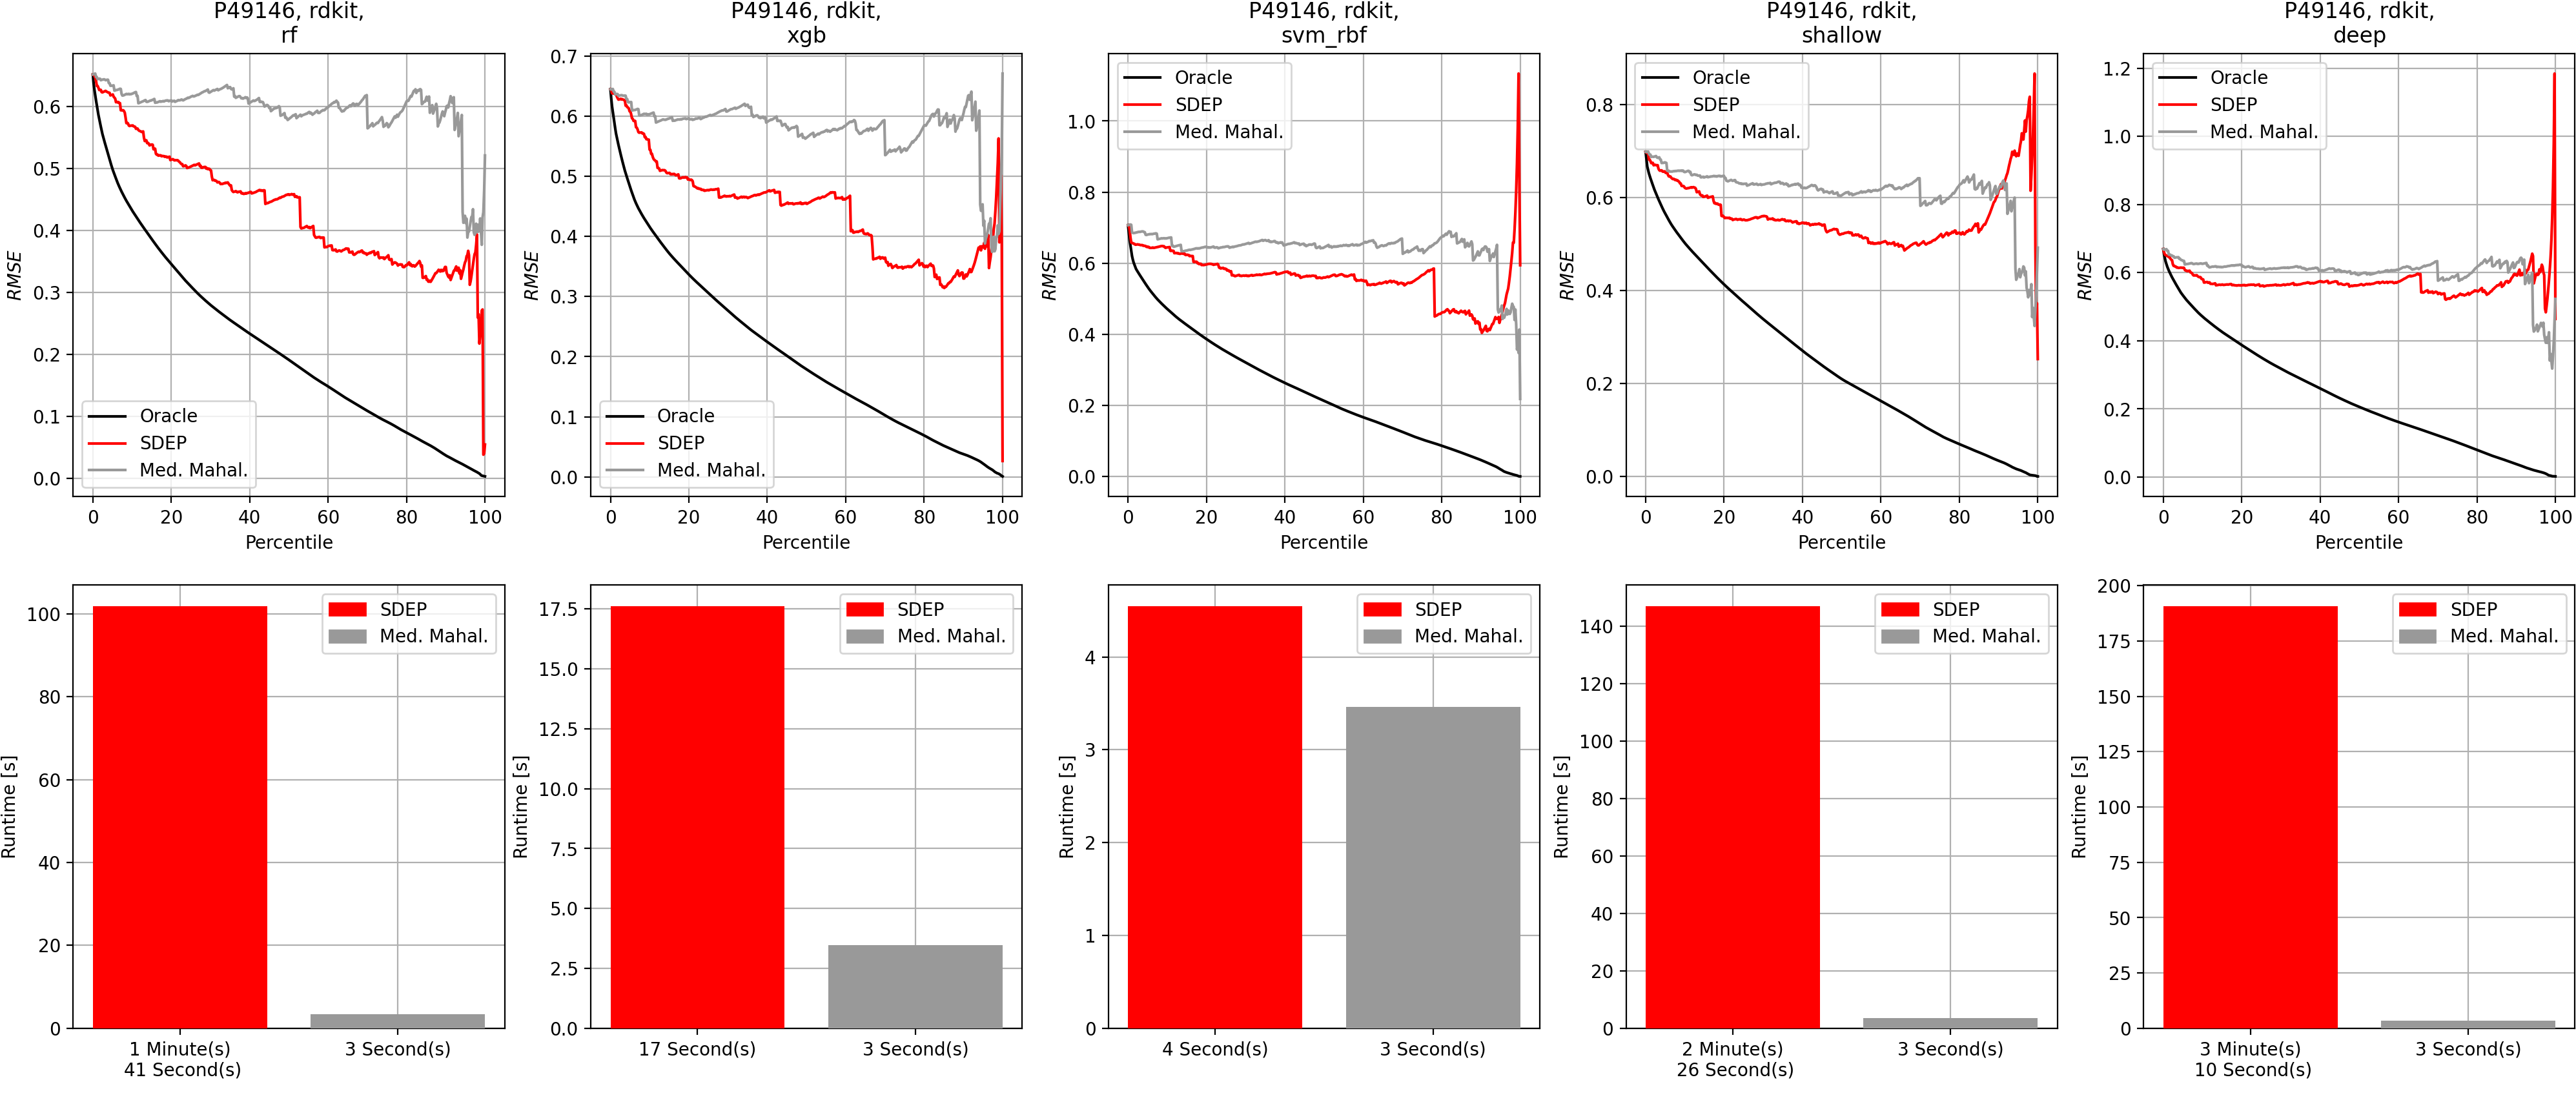 P49146, rdkit,
rf
0.6
0.5
0.4
0.3
0.2
0.1
0.0
RMSE
Oracle
SDEP
Med. Mahal.
0 20 40 60 80 100
Percentile
P49146, rdkit,
xgb
0.7
0.6
0.5
0.4
0.3
0.2
0.1
0.0
RMSE
Oracle
SDEP
Med. Mahal.
0 20 40 60 80 100
Percentile
P49146, rdkit,
svm_rbf
Oracle
SDEP
Med. Mahal.
1.0
0.8
0.6
0.4
0.2
0.0
RMSE
0 20 40 60 80 100
Percentile
P49146, rdkit,
shallow
Oracle
SDEP
Med. Mahal.
0.8
0.6
0.4
0.2
0.0
RMSE
0 20 40 60 80 100
Percentile
P49146, rdkit,
deep
Oracle
SDEP
Med. Mahal.
1.2
1.0
0.8
0.6
0.4
0.2
0.0
RMSE
0 20 40 60 80 100
Percentile
SDEP
Med. Mahal.
100
80
60
40
20
0
Runtime [s]
1 Minute(s) 3 Second(s)
41 Second(s)
SDEP
Med. Mahal.
17.5
15.0
12.5
10.0
7.5
5.0
2.5
0.0
Runtime [s]
17 Second(s) 3 Second(s)
SDEP
Med. Mahal.
4
3
2
1
0
Runtime [s]
4 Second(s) 3 Second(s)
SDEP
Med. Mahal.
140
120
100
80
60
40
20
0
Runtime [s]
2 Minute(s) 3 Second(s)
26 Second(s)
SDEP
Med. Mahal.
200
175
150
125
100
75
50
25
0
Runtime [s]
3 Minute(s) 3 Second(s)
10 Second(s)